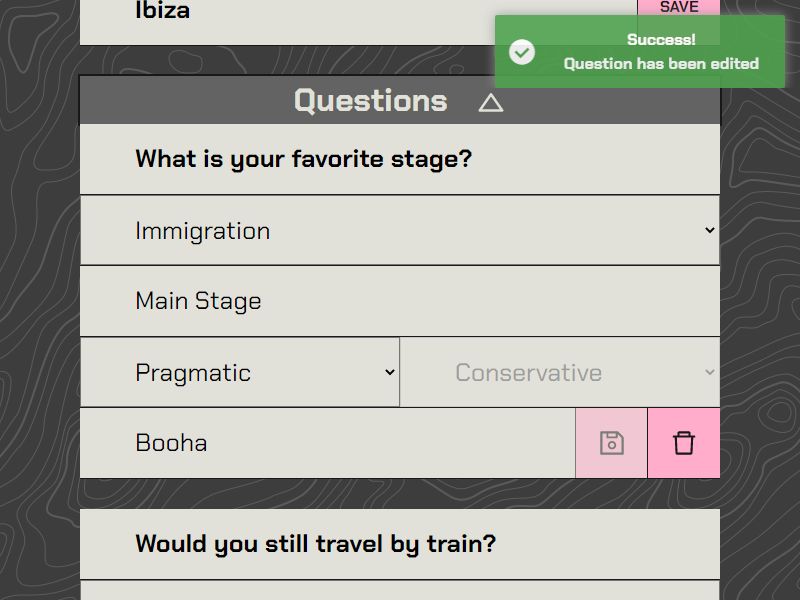 Ibiza
SAVE
Success!
Question has been edited
Questions
What is your favorite stage?
Immigration
Main Stage
Pragmatic
Conservative
Booha
Would you still travel by train?